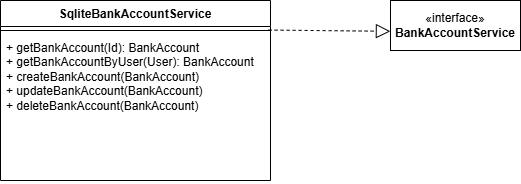 SqliteBankAccountService
+ getBankAccount(Id): BankAccount
+ getBankAccountByUser(User): BankAccount
+ createBankAccount(BankAccount)
+ updateBankAccount(BankAccount)
+ deleteBankAccount(BankAccount)
«interface»
BankAccountService